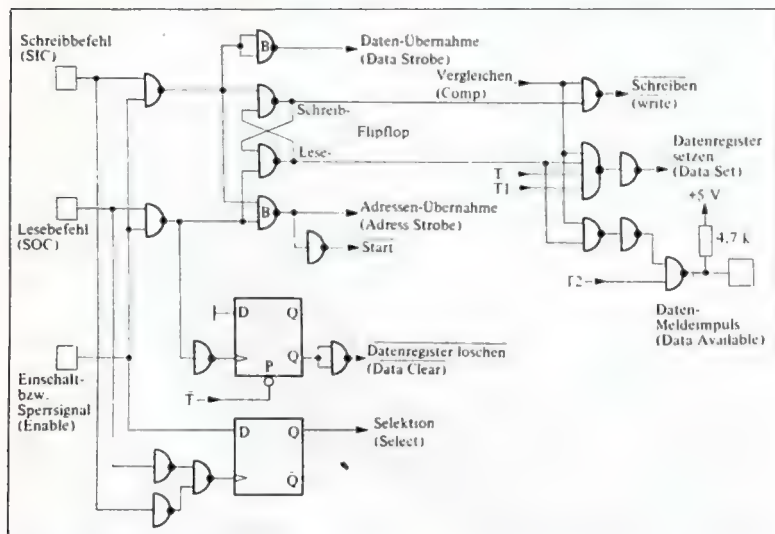 Schreibbefehl
(SIC)
B
Daten-Übernahme
(Data Strobe)
Vergleichen
(Comp)
Schreiben
(write)
Schreib-
Flipflop
Lese-
T
T1
Datenregister
setzen
(Data Set)
+5 V
4.7 k
Lesebefehl
(SOC)
B
Adressen-Übernahme
(Adress Strobe)
Start
T2
Daten-
Meldeimpuls
(Data Available)
D
Q
Q
P
T̄
Datenregister löschen
(Data Clear)
Einschalt-
bzw.
Sperrsignal
(Enable)
D
Q
Q̄
Selektion
(Select)